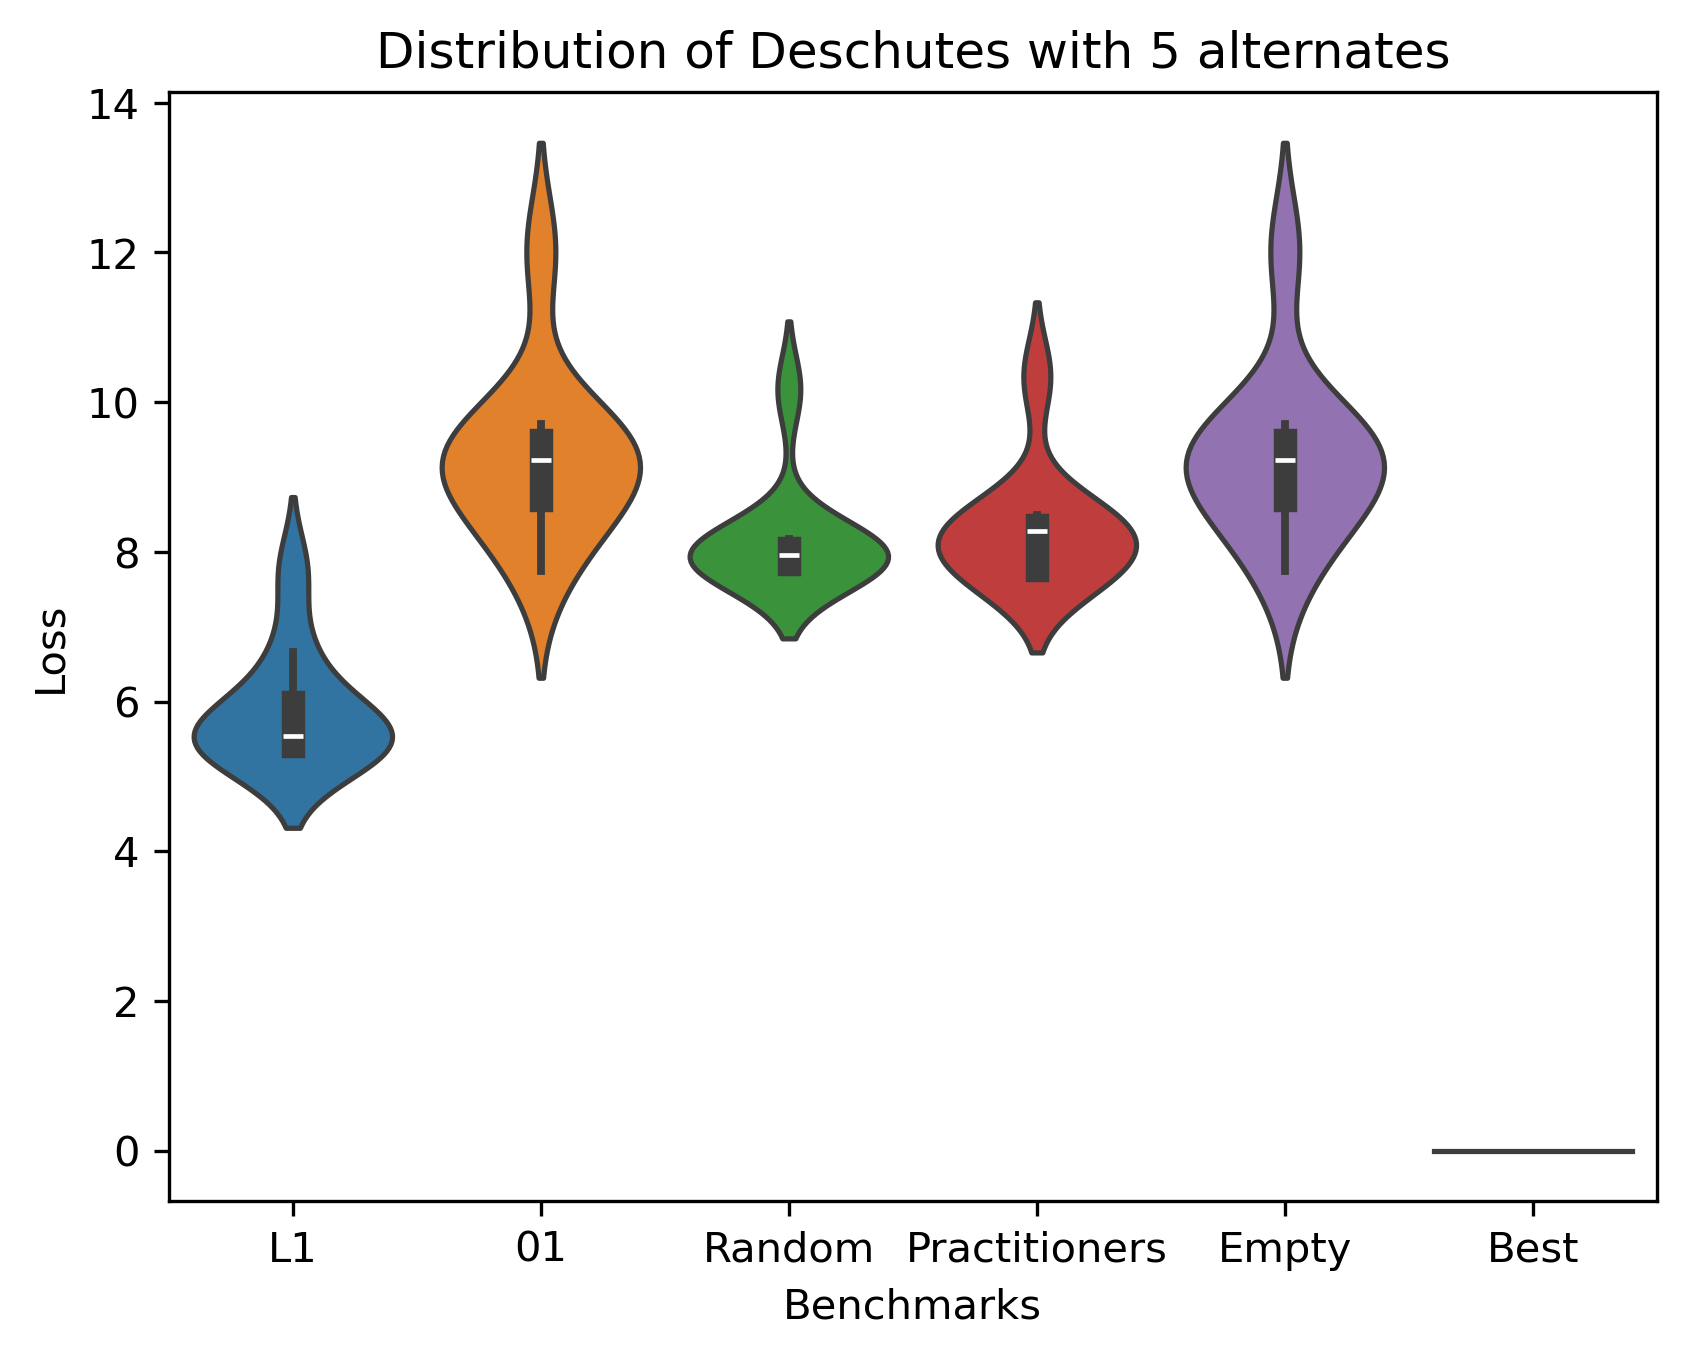 Distribution of Deschutes with 5 alternates
14
12
10
8
6
4
2
0
Loss
L1 01 Random Practitioners Empty Best
Benchmarks